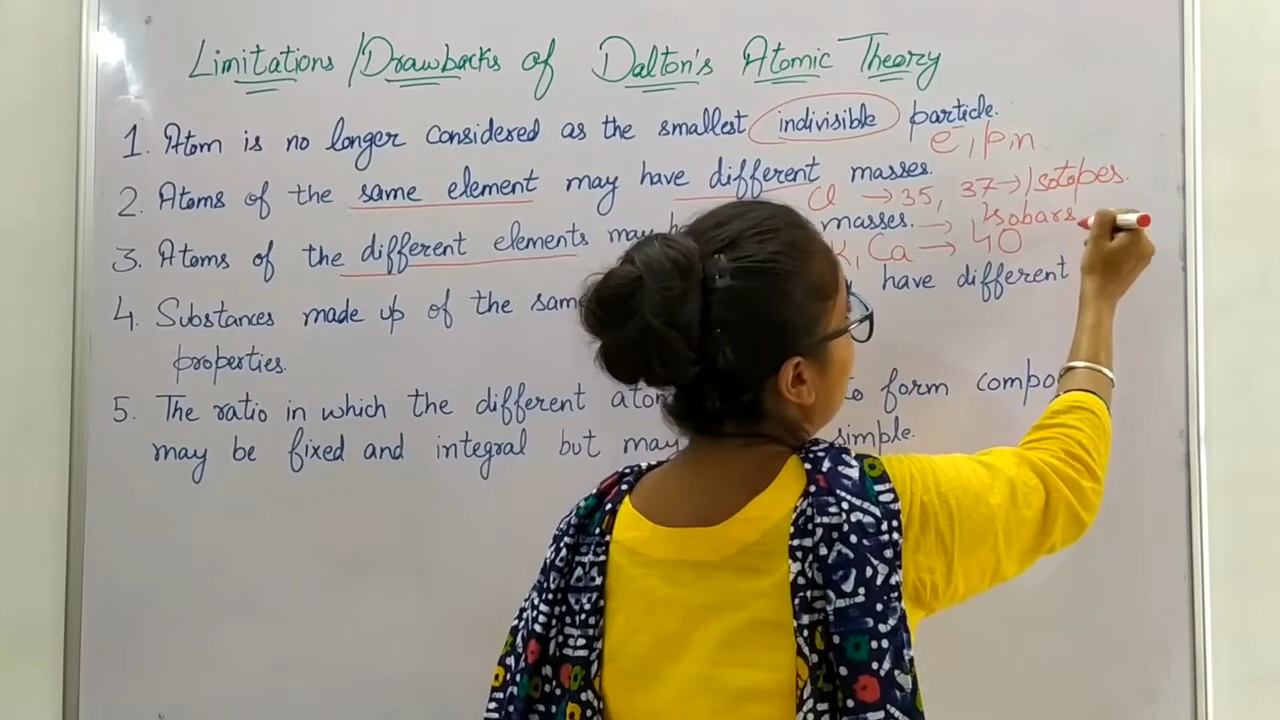 Limitations /Drawbacks of Dalton's Atomic Theory
1. Atom is no longer considered as the smallest indivisible particle.
e⁻, p, n
2. Atoms of the same element may have different masses.
Cl → 35, 37 → Isotopes.
3. Atoms of the different elements may masses. → Isobars
K, Ca → 40
4. Substances made up of the same have different
properties.
5. The ratio in which the different to form
may be fixed and integral but may simple.